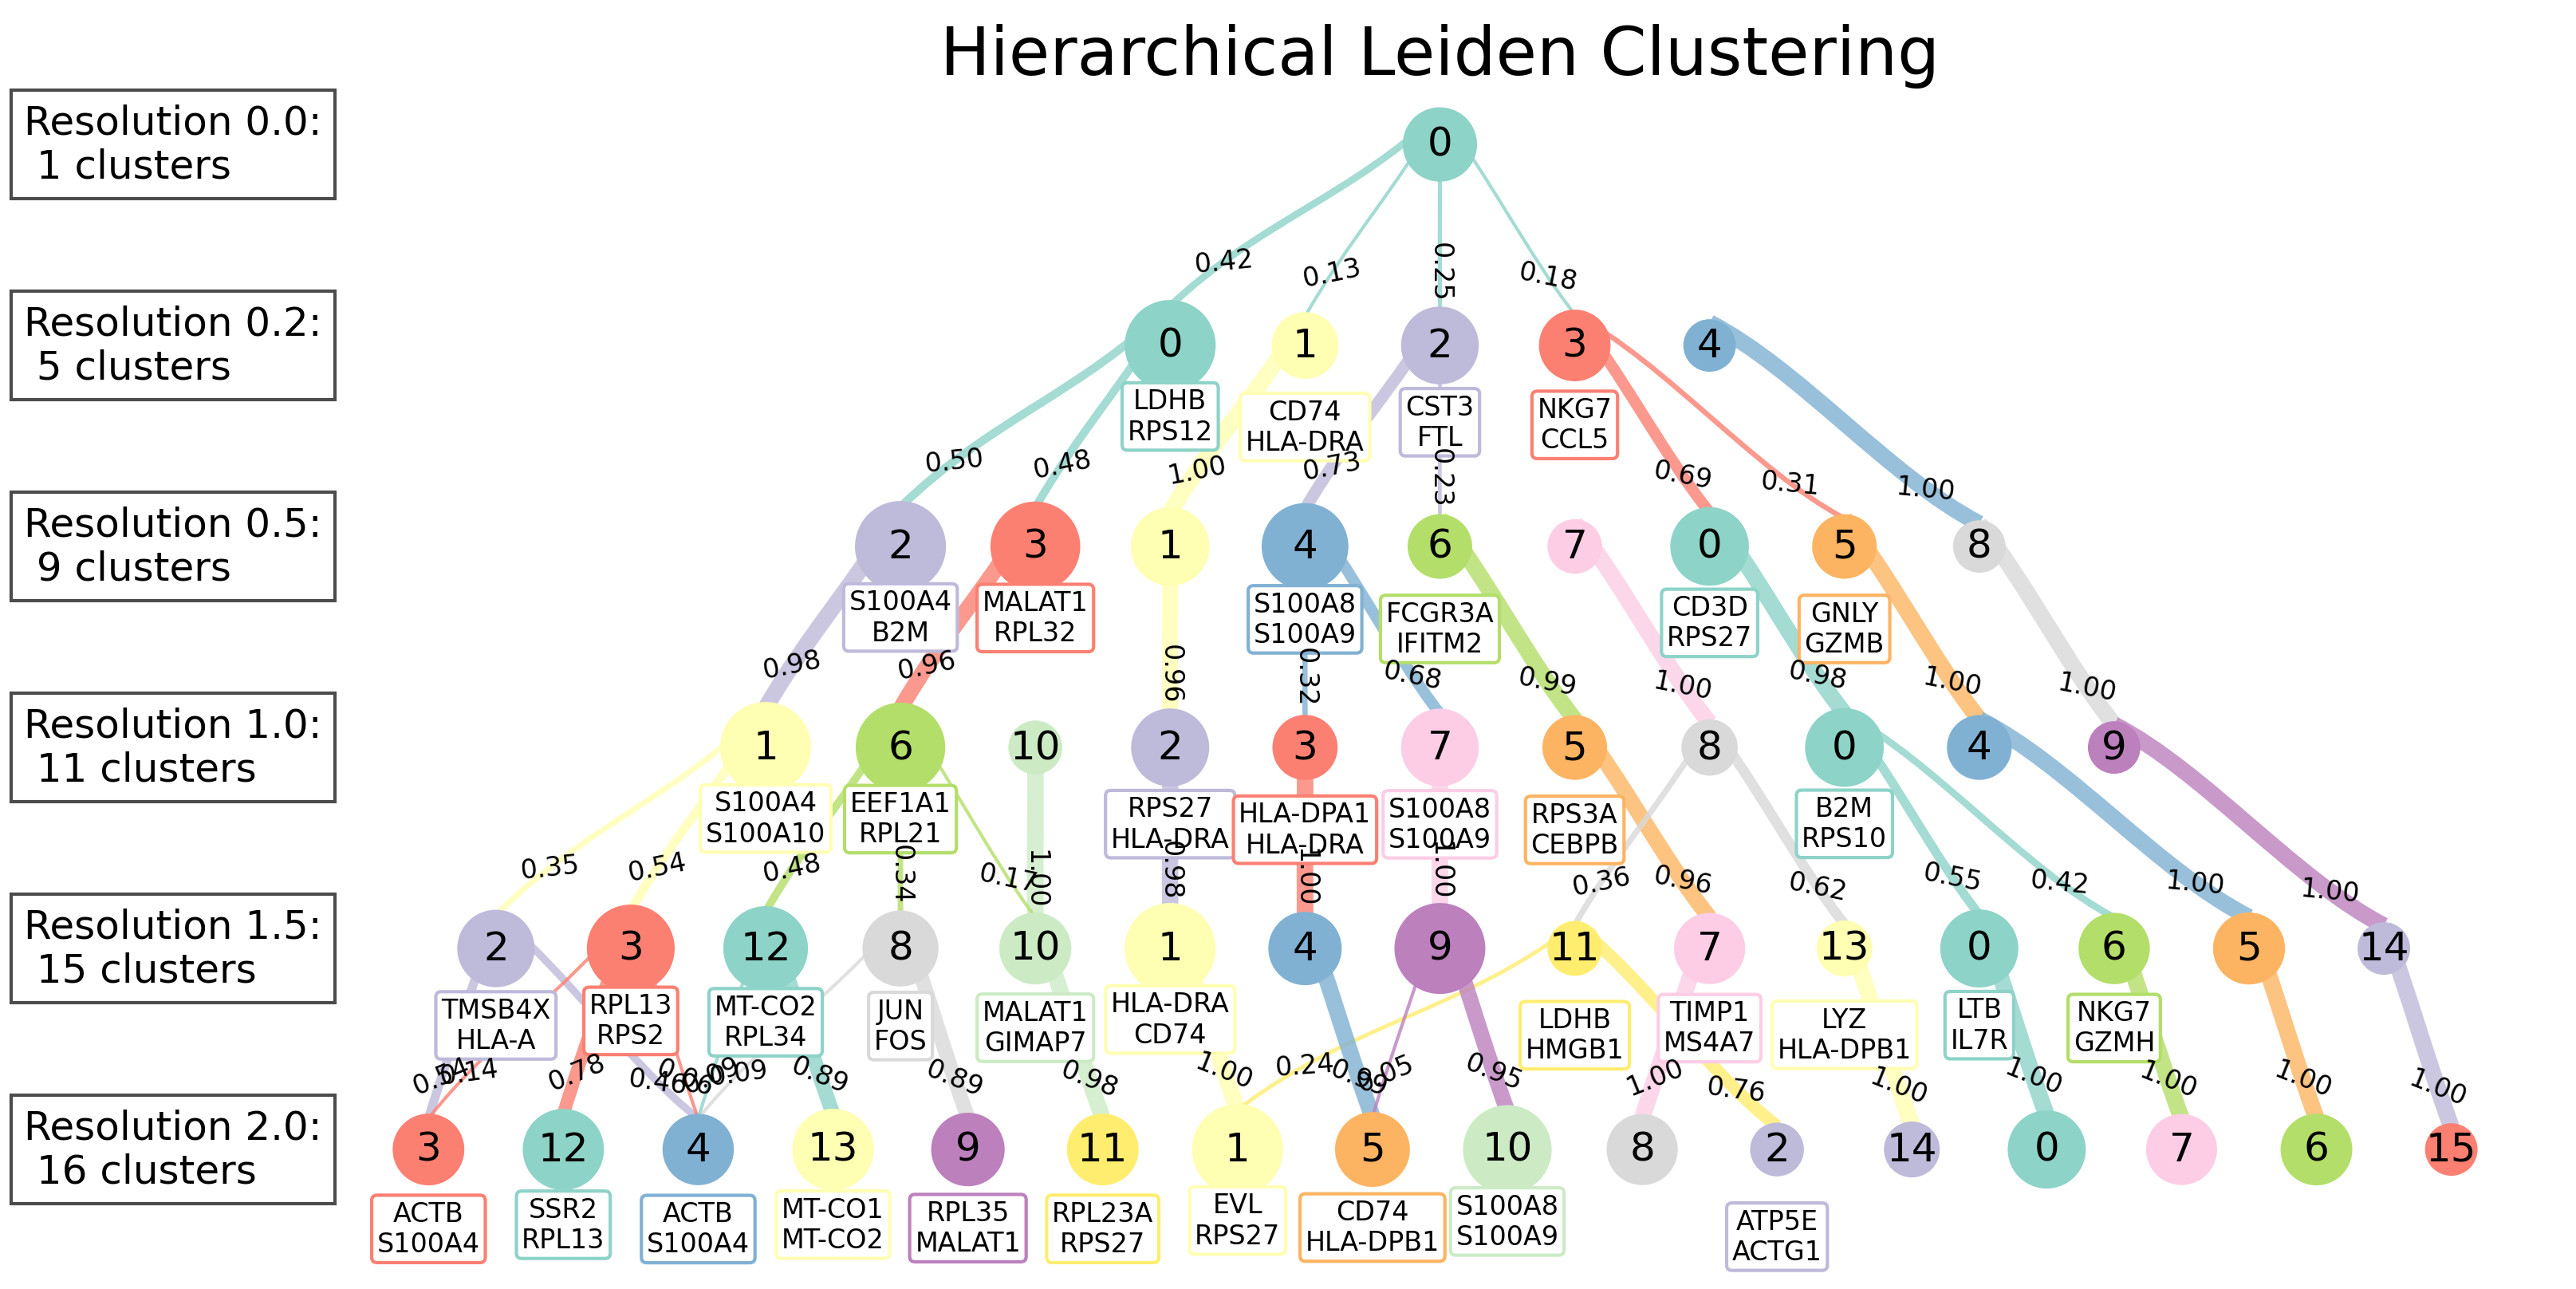 Hierarchical Leiden Clustering
Resolution 0.0:
1 clusters
0
0.42
0.13
0.25
0.18
Resolution 0.2:
5 clusters
0
1
2
3
4
LDHB
RPS12
CD74
HLA-DRA
CST3
FTL
NKG7
CCL5
0.50
0.48
1.00
0.73
0.23
0.69
0.31
1.00
Resolution 0.5:
9 clusters
2
3
1
4
6
7
0
5
8
S100A4
B2M
MALAT1
RPL32
S100A8
S100A9
FCGR3A
IFITM2
CD3D
RPS27
GNLY
GZMB
0.98
0.96
0.96
0.32
0.68
0.99
1.00
0.98
1.00
1.00
Resolution 1.0:
11 clusters
1
6
10
2
3
7
5
8
0
4
9
S100A4
S100A10
EEF1A1
RPL21
RPS27
HLA-DRA
HLA-DPA1
HLA-DRA
S100A8
S100A9
RPS3A
CEBPB
B2M
RPS10
0.35
0.54
0.48
0.34
0.17
1.00
0.98
1.00
1.00
0.36
0.96
0.62
0.55
0.42
1.00
1.00
Resolution 1.5:
15 clusters
2
3
12
8
10
1
4
9
11
7
13
0
6
5
14
TMSB4X
HLA-A
RPL13
RPS2
MT-CO2
RPL34
JUN
FOS
MALAT1
GIMAP7
HLA-DRA
CD74
LDHB
HMGB1
TIMP1
MS4A7
LYZ
HLA-DPB1
LTB
IL7R
NKG7
GZMH
0.54
0.14
0.78
0.46
0.09
0.09
0.89
0.89
0.98
1.00
0.24
0.99
0.05
0.95
1.00
0.76
1.00
1.00
1.00
1.00
1.00
Resolution 2.0:
16 clusters
3
12
4
13
9
11
1
5
10
8
2
14
0
7
6
15
ACTB
S100A4
SSR2
RPL13
ACTB
S100A4
MT-CO1
MT-CO2
RPL35
MALAT1
RPL23A
RPS27
EVL
RPS27
CD74
HLA-DPB1
S100A8
S100A9
ATP5E
ACTG1